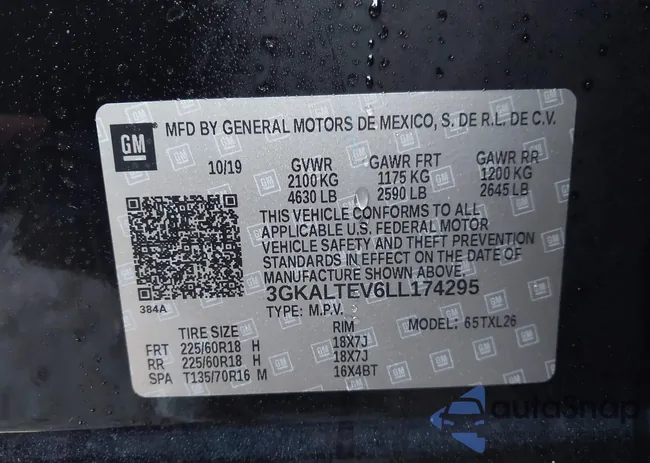 GM MFD BY GENERAL MOTORS DE MEXICO, S. DE R.L. DE C.V.
10/19 GVWR GAWR FRT GAWR RR
2100 KG 1175 KG 1200 KG
4630 LB 2590 LB 2645 LB
THIS VEHICLE CONFORMS TO ALL
APPLICABLE U.S. FEDERAL MOTOR
VEHICLE SAFETY AND THEFT PREVENTION
STANDARDS IN EFFECT ON THE DATE OF
MANUFACTURE SHOWN ABOVE.
3GKALTEV6LL174295
384A TYPE: M.P.V. MODEL: 65TXL26
TIRE SIZE RIM
FRT 225/60R18 H 18X7J
RR 225/60R18 H 18X7J
SPA T135/70R16 M 16X4BT
autoSnap